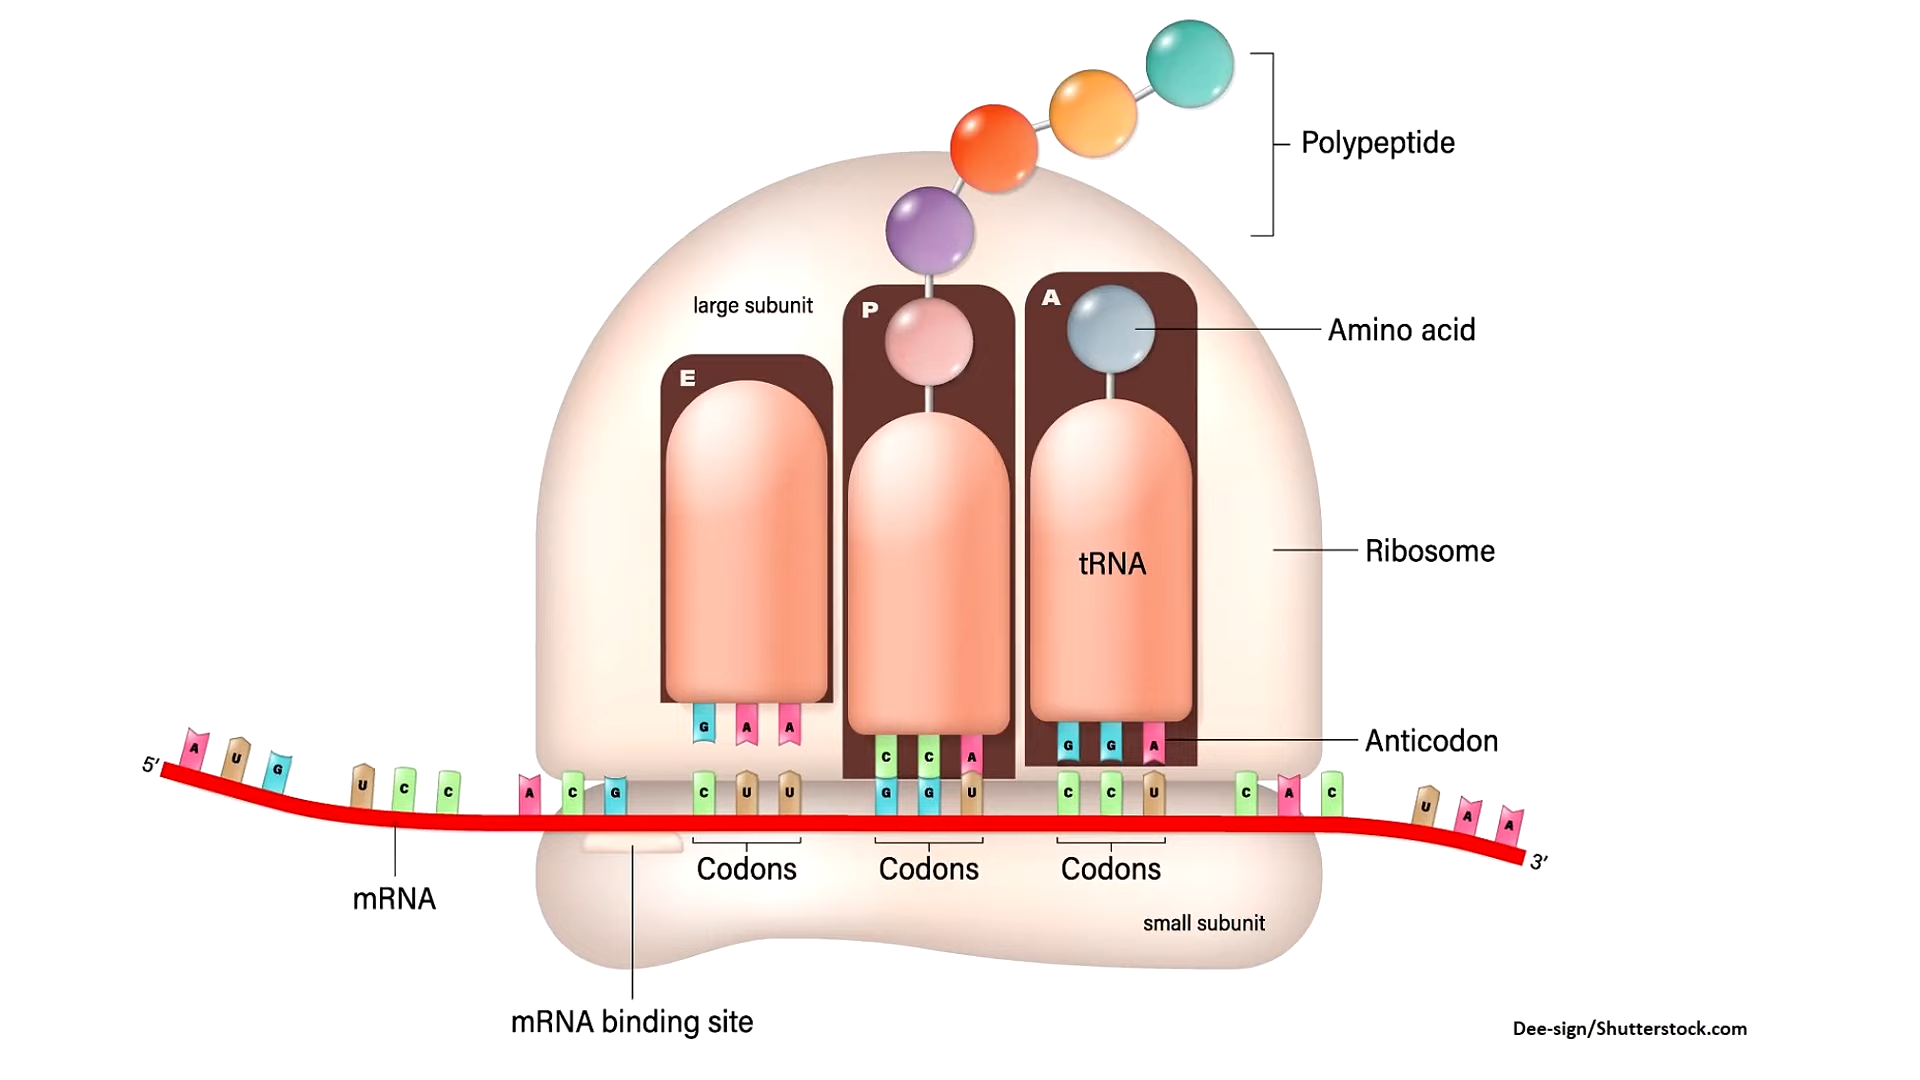 Polypeptide
large subunit
P
A
Amino acid
E
tRNA
Ribosome
G A A
C C A
G G A
Anticodon
5’
A U G U C C A C G C U U G G U C C U C A C U A A
3’
Codons
Codons
Codons
mRNA
small subunit
mRNA binding site
Dee-sign/Shutterstock.com